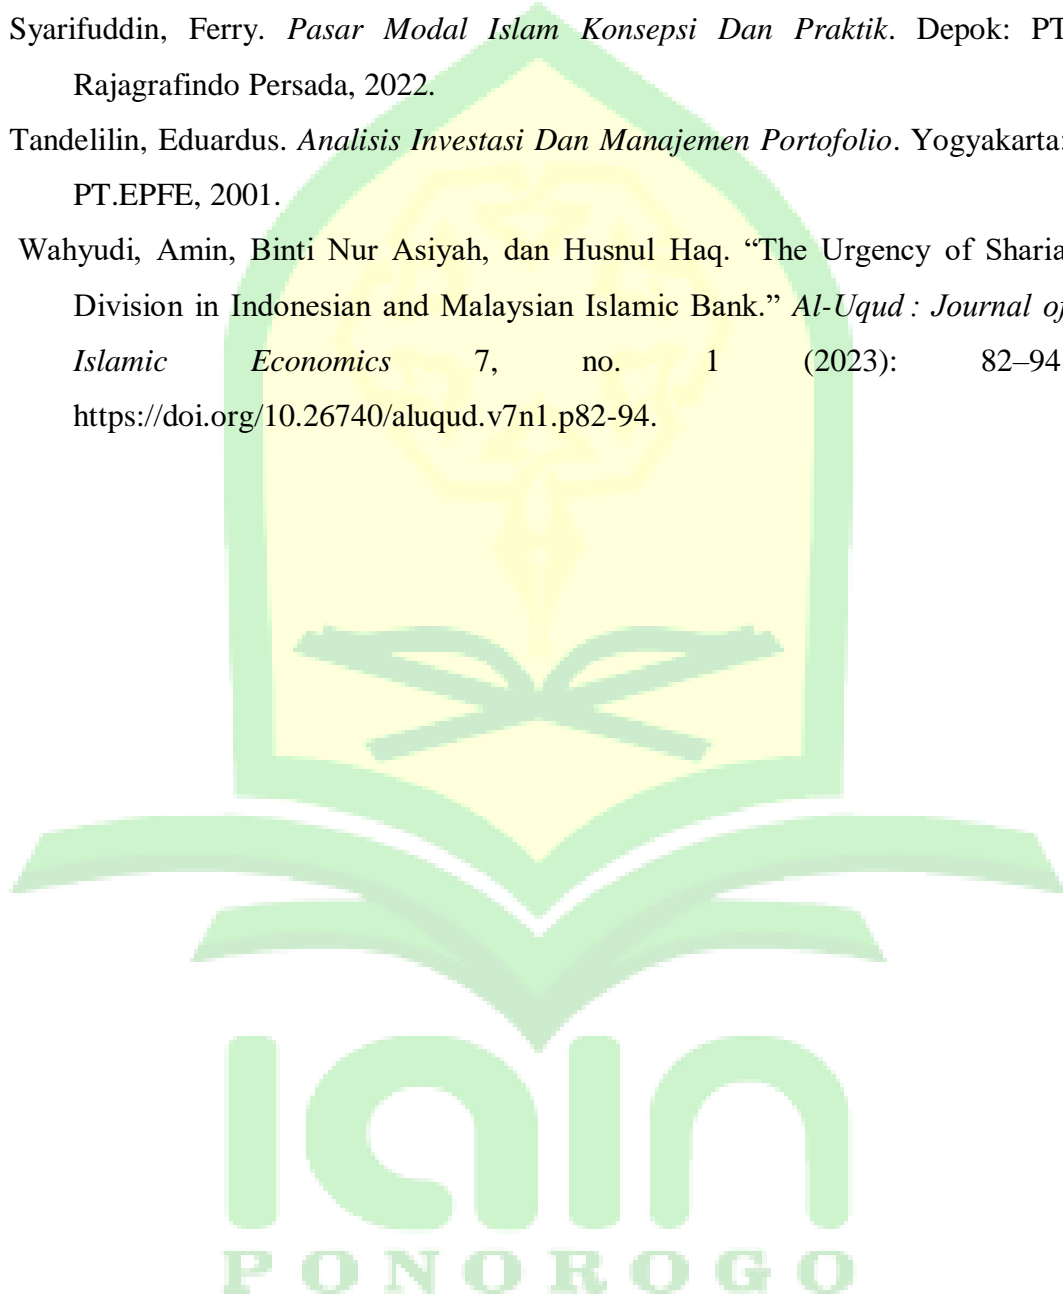 Syarifuddin, Ferry. Pasar Modal Islam Konsepsi Dan Praktik. Depok: PT
Rajagrafindo Persada, 2022.
Tandelilin, Eduardus. Analisis Investasi Dan Manajemen Portofolio. Yogyakarta:
PT.EPFE, 2001.
Wahyudi, Amin, Binti Nur Asiyah, dan Husnul Haq. “The Urgency of Sharia
Division in Indonesian and Malaysian Islamic Bank.” Al-Uqud : Journal of
Islamic Economics 7, no. 1 (2023): 82–94
https://doi.org/10.26740/aluqud.v7n1.p82-94.
iain
PONOROGO